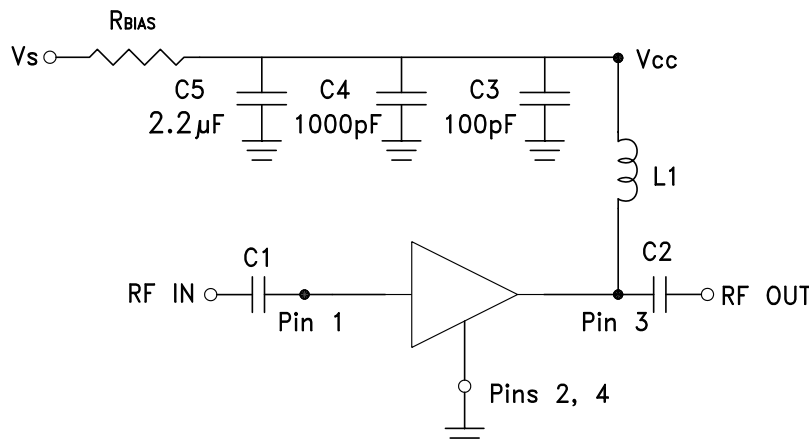 RBIAS
Vs
Vcc
C5
2.2µF
C4
1000pF
C3
100pF
L1
C1
C2
RF IN
RF OUT
Pin 1
Pin 3
Pins 2, 4